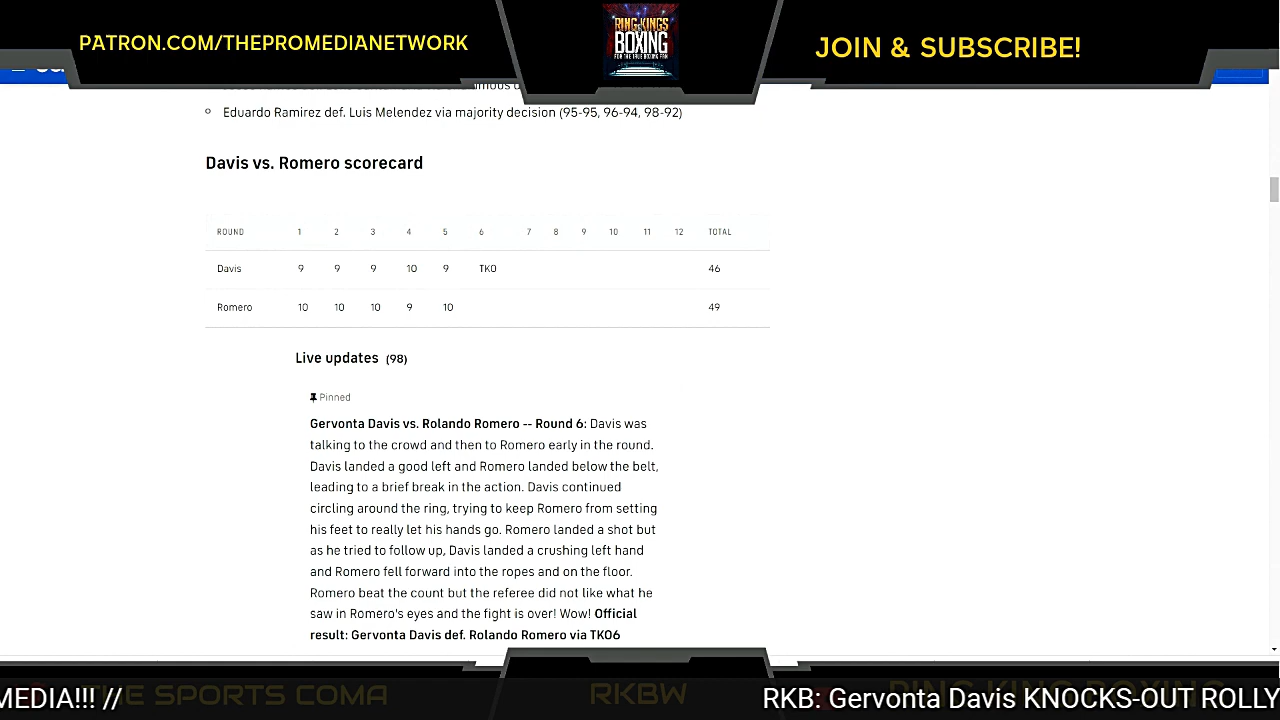 PATRON.COM/THEPROMEDIANETWORK
RING KINGS
BOXING
FOR THE TRUE BOXING FAN
JOIN & SUBSCRIBE!
Eduardo Ramirez def. Luis Melendez via majority decision (95-95, 96-94, 98-92)
Davis vs. Romero scorecard
ROUND 1 2 3 4 5 6 7 8 9 10 11 12 TOTAL
Davis 9 9 9 10 9 TKO 46
Romero 10 10 10 9 10 49
Live updates (98)
Pinned
Gervonta Davis vs. Rolando Romero -- Round 6: Davis was
talking to the crowd and then to Romero early in the round.
Davis landed a good left and Romero landed below the belt,
leading to a brief break in the action. Davis continued
circling around the ring, trying to keep Romero from setting
his feet to really let his hands go. Romero landed a shot but
as he tried to follow up, Davis landed a crushing left hand
and Romero fell forward into the ropes and on the floor.
Romero beat the count but the referee did not like what he
saw in Romero's eyes and the fight is over! Wow! Official
result: Gervonta Davis def. Rolando Romero via TKO6
THE SPORTS COMA
RKBW
MEDIA!!! // RKB: Gervonta Davis KNOCKS-OUT ROLLY